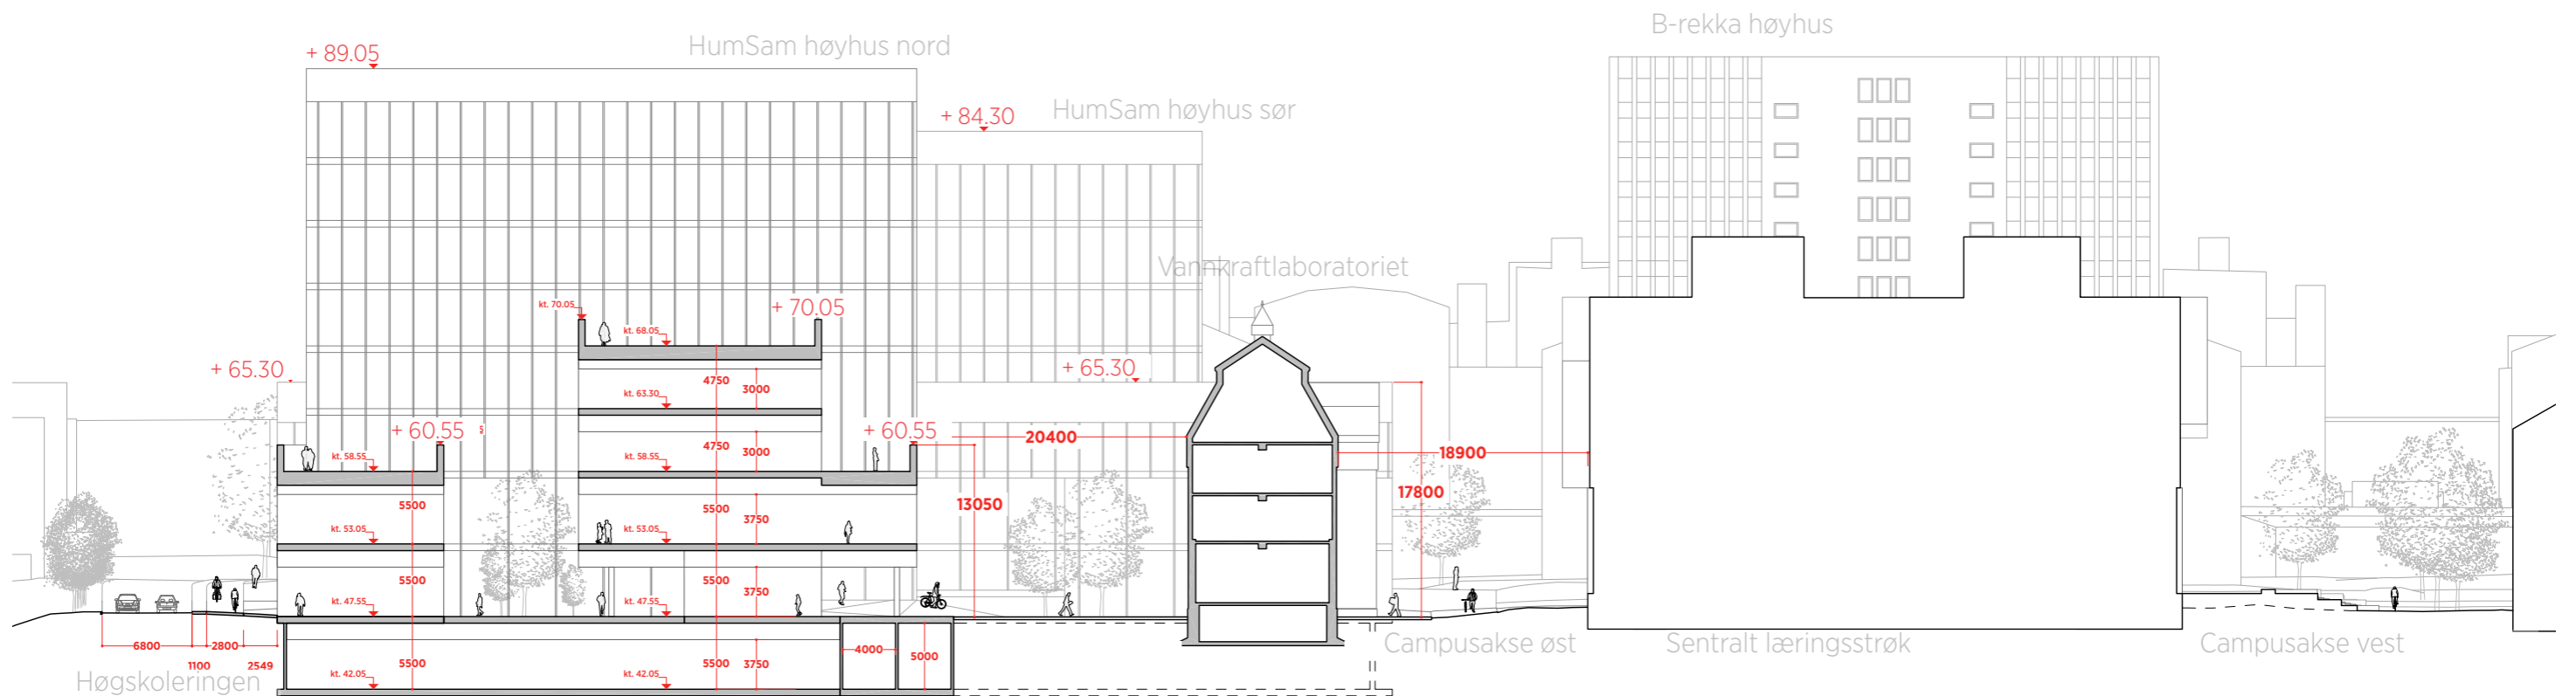 B-rekka høyhus
HumSam høyhus nord
+ 89.05
HumSam høyhus sør
+ 84.30
Vannkraftlaboratoriet
kt. 70.05
+ 70.05
kt. 68.05
+ 65.30
+ 65.30
4750
3000
kt. 63.30
+ 60.55
+ 60.55
20400
4750
3000
18900
kt. 58.55
kt. 58.55
17800
5500
5500
3750
13050
kt. 53.05
kt. 53.05
5500
5500
3750
kt. 47.55
kt. 47.55
6800
2800
1100
2549
5500
5500
3750
4000
5000
kt. 42.05
kt. 42.05
Høgskoleringen
Campusakse øst
Sentralt læringsstrøk
Campusakse vest